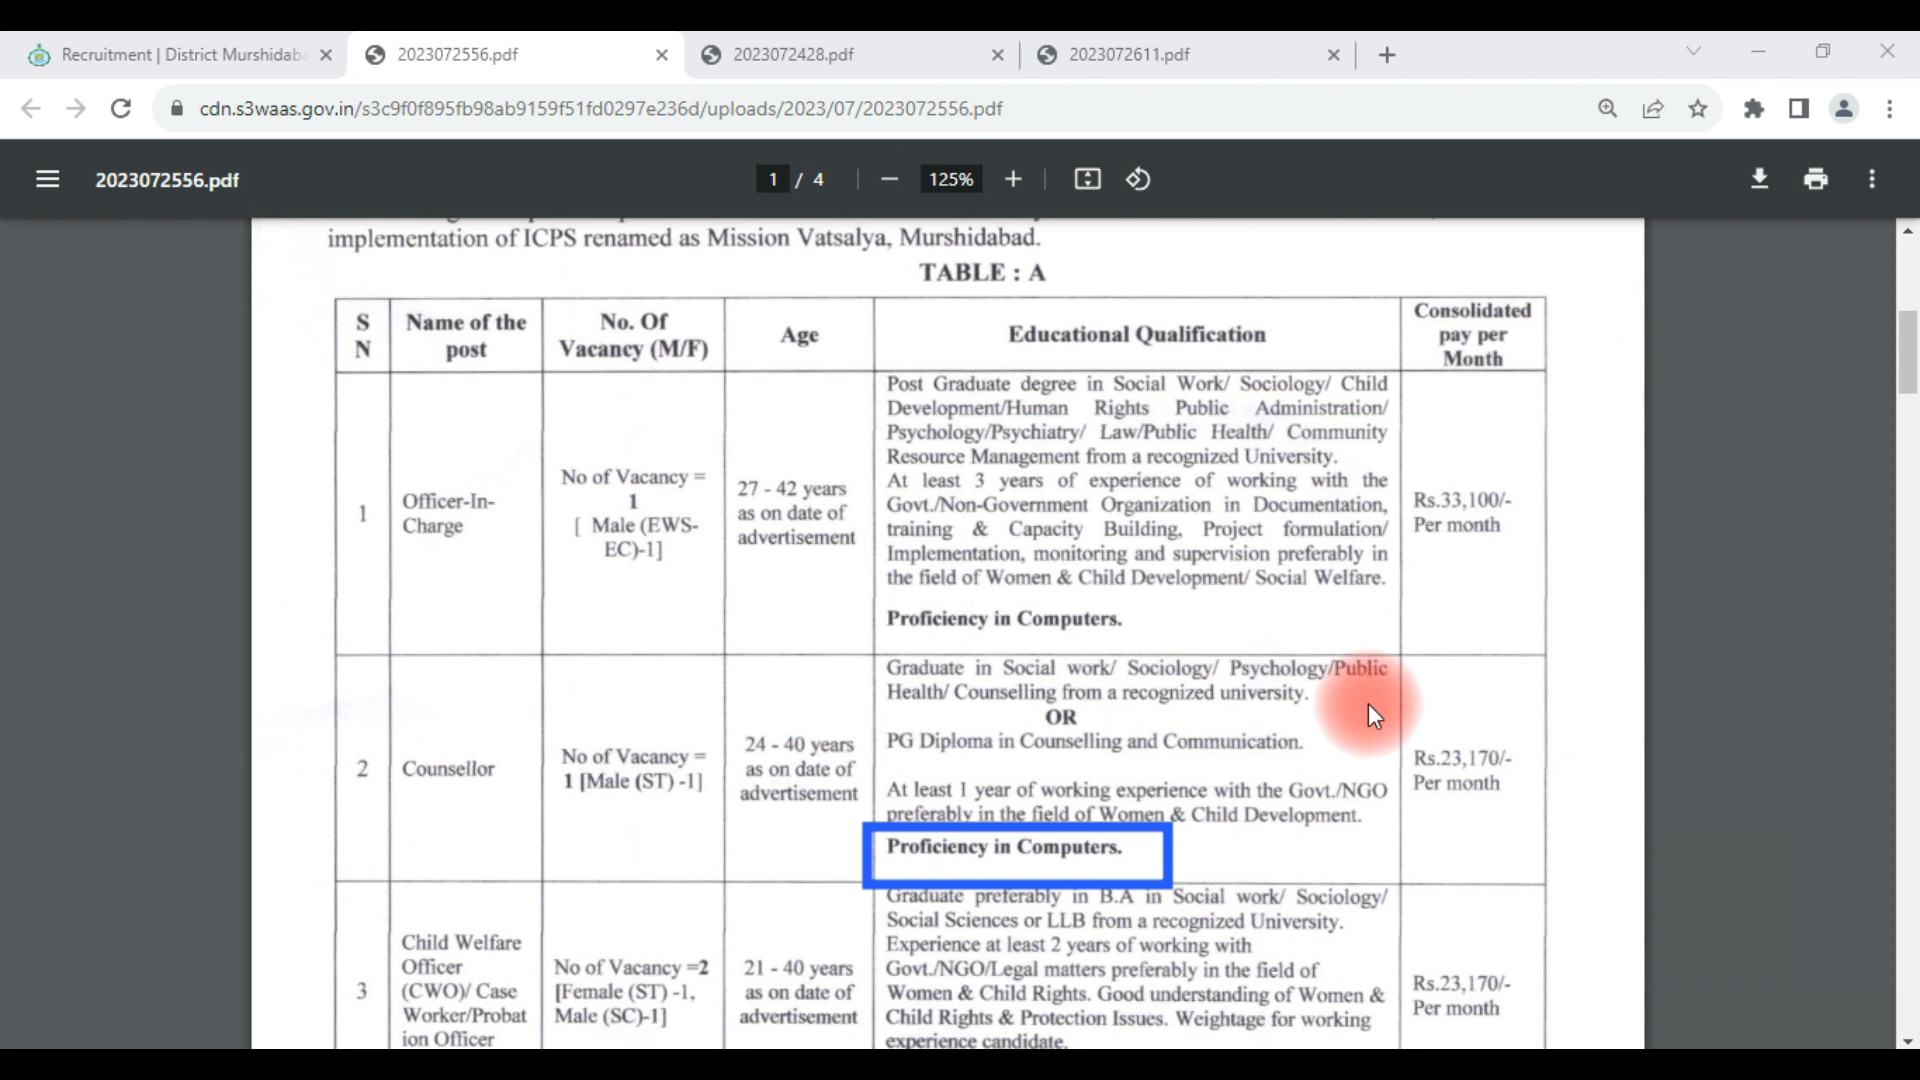 Recruitment | District Murshidaba
2023072556.pdf
2023072428.pdf
2023072611.pdf
cdn.s3waas.gov.in/s3c9f0f895fb98ab9159f51fd0297e236d/uploads/2023/07/2023072556.pdf
2023072556.pdf
1 / 4
125%
implementation of ICPS renamed as Mission Vatsalya, Murshidabad.
TABLE : A
S N
Name of the post
No. Of Vacancy (M/F)
Age
Educational Qualification
Consolidated pay per Month
1
Officer-In-
Charge
No of Vacancy =
1
[ Male (EWS-
EC)-1]
27 - 42 years
as on date of
advertisement
Post Graduate degree in Social Work/ Sociology/ Child
Development/Human Rights Public Administration/
Psychology/Psychiatry/ Law/Public Health/ Community
Resource Management from a recognized University.
At least 3 years of experience of working with the
Govt./Non-Government Organization in Documentation,
training & Capacity Building, Project formulation/
Implementation, monitoring and supervision preferably in
the field of Women & Child Development/ Social Welfare.
Proficiency in Computers.
Rs.33,100/-
Per month
2
Counsellor
No of Vacancy =
1 [Male (ST) -1]
24 - 40 years
as on date of
advertisement
Graduate in Social work/ Sociology/ Psychology/Public
Health/ Counselling from a recognized university.
OR
PG Diploma in Counselling and Communication.
At least 1 year of working experience with the Govt./NGO
preferably in the field of Women & Child Development.
Proficiency in Computers.
Rs.23,170/-
Per month
3
Child Welfare
Officer
(CWO)/ Case
Worker/Probat
ion Officer
No of Vacancy =2
[Female (ST) -1,
Male (SC)-1]
21 - 40 years
as on date of
advertisement
Graduate preferably in B.A in Social work/ Sociology/
Social Sciences or LLB from a recognized University.
Experience at least 2 years of working with
Govt./NGO/Legal matters preferably in the field of
Women & Child Rights. Good understanding of Women &
Child Rights & Protection Issues. Weightage for working
experience candidate.
Rs.23,170/-
Per month